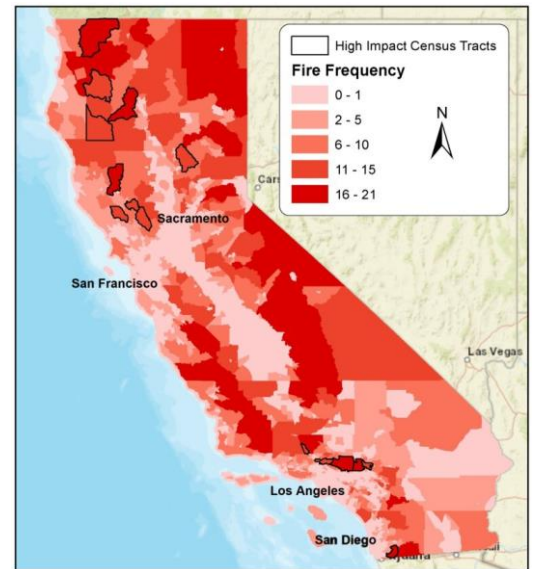 High Impact Census Tracts
Fire Frequency
0 - 1
2 - 5
6 - 10
11 - 15
16 - 21
N
Sacramento
San Francisco
Las Vegas
Los Angeles
San Diego